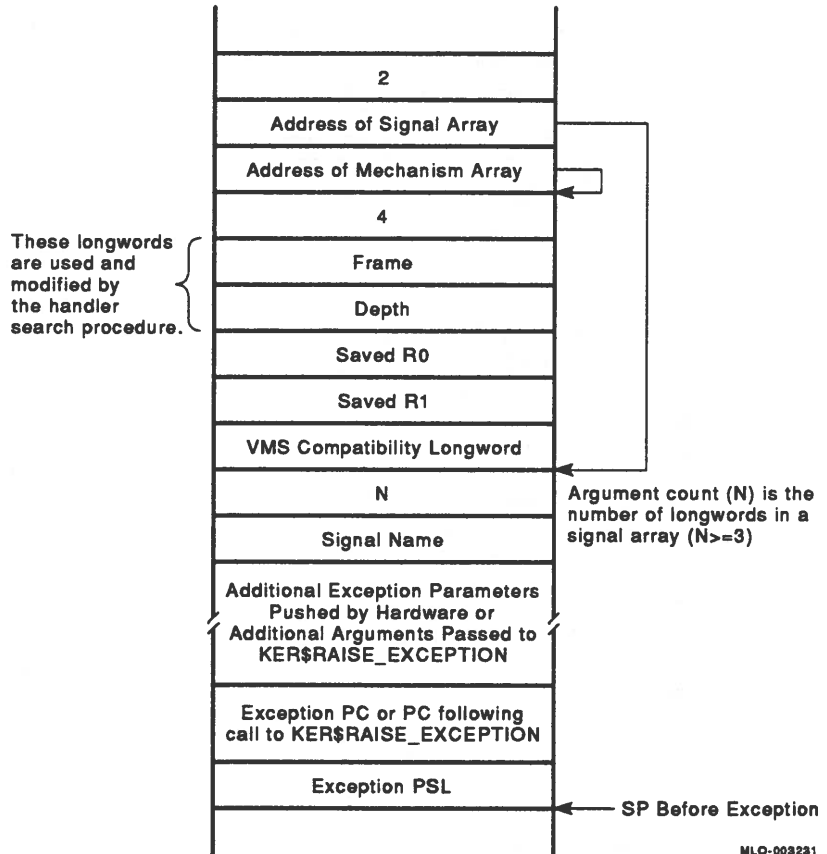 2
Address of Signal Array
Address of Mechanism Array
4
These longwords
are used and
modified by
the handler
search procedure.
Frame
Depth
Saved R0
Saved R1
VMS Compatibility Longword
N
Argument count (N) is the
number of longwords in a
signal array (N>=3)
Signal Name
Additional Exception Parameters
Pushed by Hardware or
Additional Arguments Passed to
KER$RAISE_EXCEPTION
Exception PC or PC following
call to KER$RAISE_EXCEPTION
Exception PSL
SP Before Exception
MLO-003231